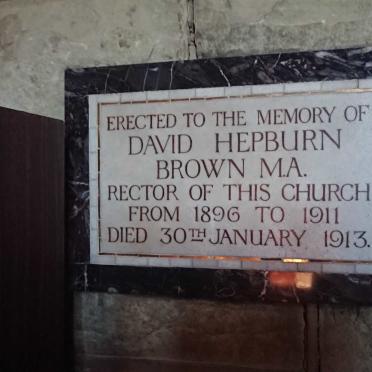 ERECTED TO THE MEMORY OF
DAVID HEPBURN
BROWN M.A.
RECTOR OF THIS CHURCH
FROM 1896 TO 1911
DIED 30TH JANUARY 1913.